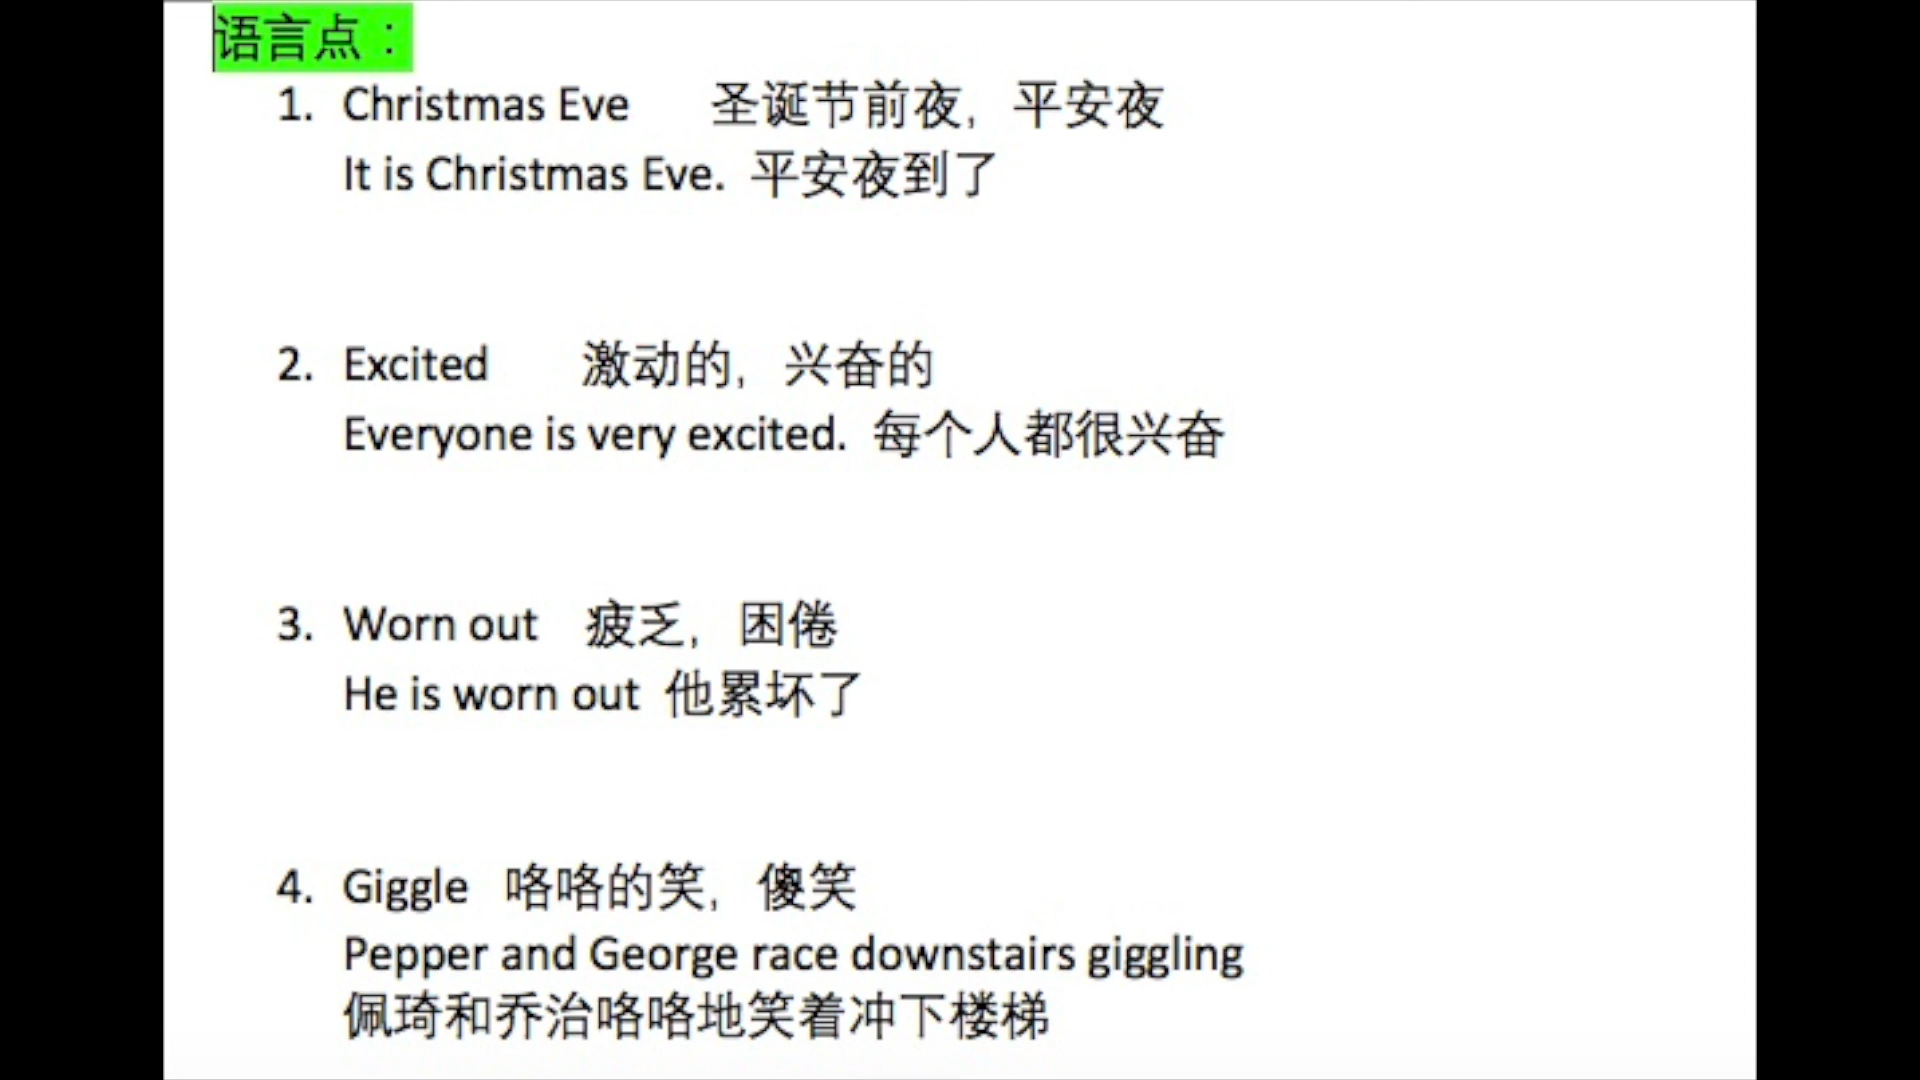 语言点：
1. Christmas Eve 圣诞节前夜，平安夜
It is Christmas Eve. 平安夜到了
2. Excited 激动的，兴奋的
Everyone is very excited. 每个人都很兴奋
3. Worn out 疲乏，困倦
He is worn out 他累坏了
4. Giggle 咯咯的笑，傻笑
Pepper and George race downstairs giggling
佩琦和乔治咯咯地笑着冲下楼梯